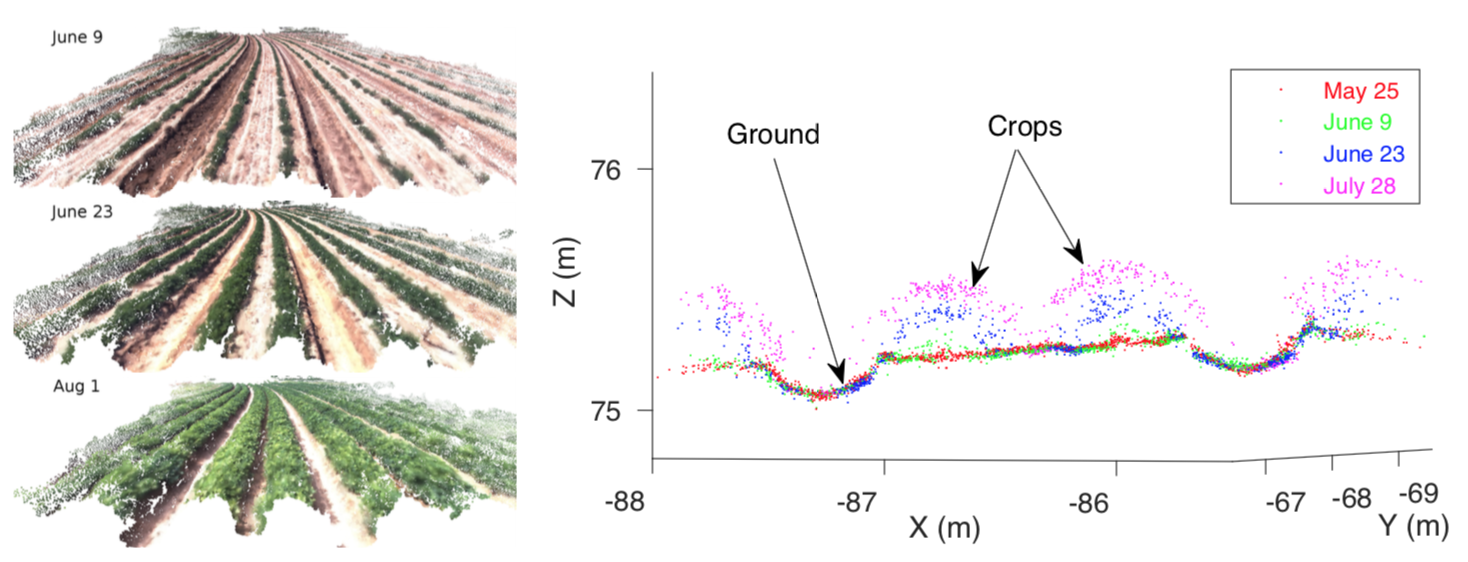 June 9
June 23
Aug 1
Ground
Crops
May 25
June 9
June 23
July 28
76
75
Z (m)
-88
-87
-86
-67
-68
-69
X (m)
Y (m)